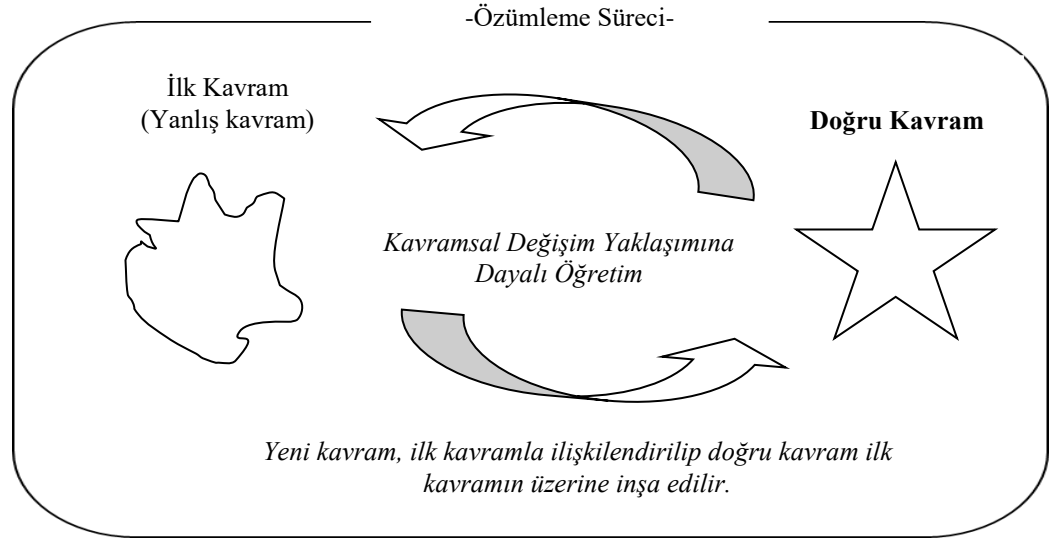 -Özümleme Süreci-
İlk Kavram
(Yanlış kavram)
Doğru Kavram
Kavramsal Değişim Yaklaşımına
Dayalı Öğretim
Yeni kavram, ilk kavramla ilişkilendirilip doğru kavram ilk
kavramın üzerine inşa edilir.